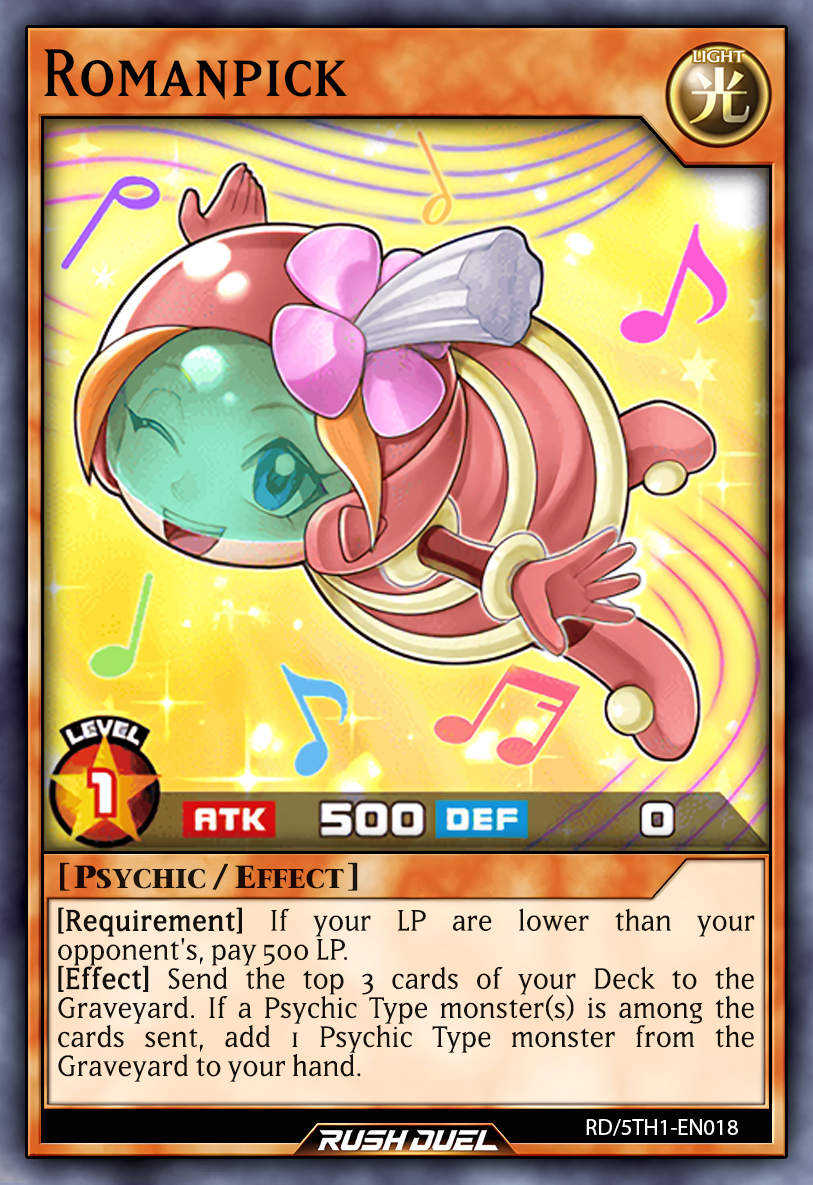 ROMANPICK
LIGHT
光
LEVEL
1
ATK 500 DEF 0
[PSYCHIC / EFFECT]
[Requirement] If your LP are lower than your
opponent's, pay 500 LP.
[Effect] Send the top 3 cards of your Deck to the
Graveyard. If a Psychic Type monster(s) is among the
cards sent, add 1 Psychic Type monster from the
Graveyard to your hand.
RD/5TH1-EN018
RUSH DUEL